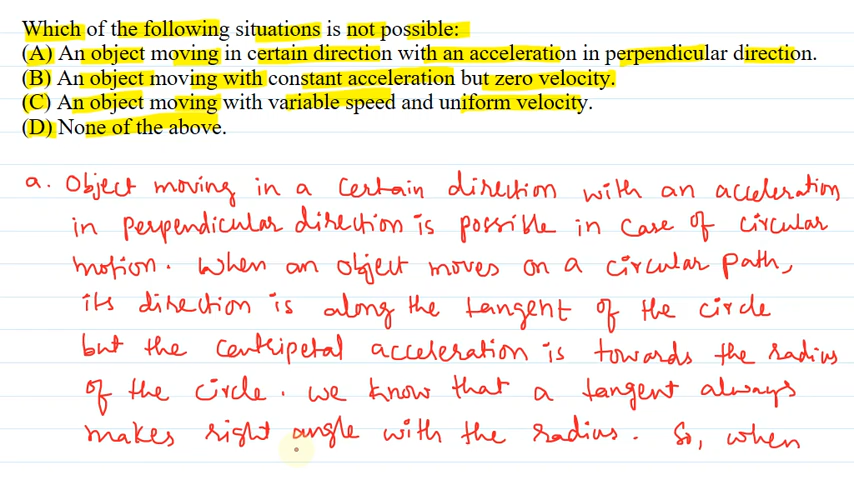 Which of the following situations is not possible:
(A) An object moving in certain direction with an acceleration in perpendicular direction.
(B) An object moving with constant acceleration but zero velocity.
(C) An object moving with variable speed and uniform velocity.
(D) None of the above.
a. Object moving in a certain direction with an acceleration
in perpendicular direction is possible in case of circular
motion. When an object moves on a circular path,
its direction is along the tangent of the circle
but the centripetal acceleration is towards the radius
of the circle. We know that a tangent always
makes right angle with the radius. So, when